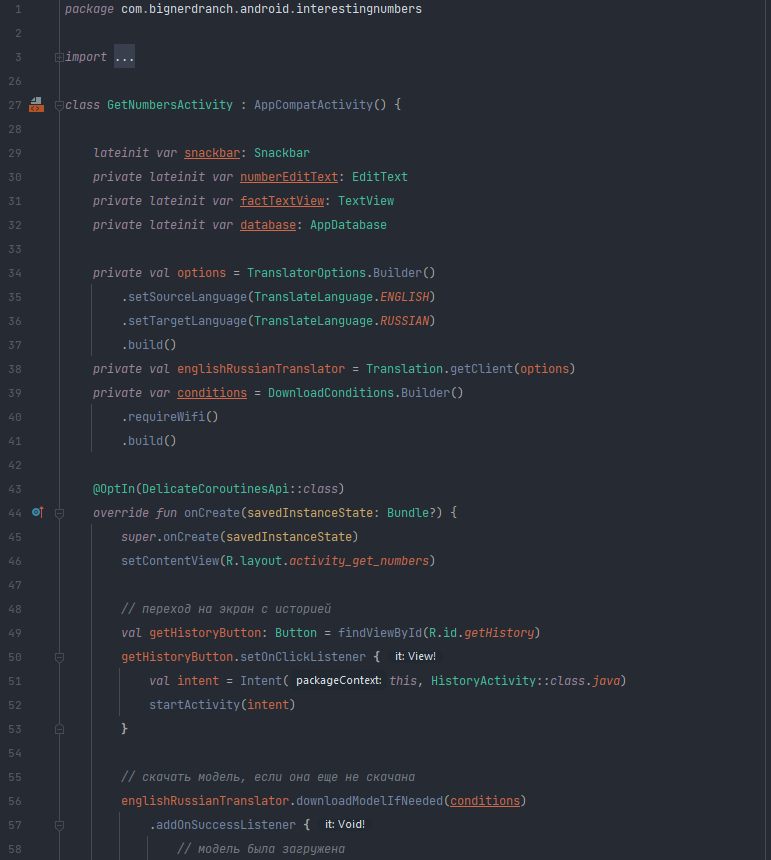 1 package com.bignerdranch.android.interestingnumbers
2
3 import ...
26
27 class GetNumbersActivity : AppCompatActivity() {
28
29 lateinit var snackbar: Snackbar
30 private lateinit var numberEditText: EditText
31 private lateinit var factTextView: TextView
32 private lateinit var database: AppDatabase
33
34 private val options = TranslatorOptions.Builder()
35 .setSourceLanguage(TranslateLanguage.ENGLISH)
36 .setTargetLanguage(TranslateLanguage.RUSSIAN)
37 .build()
38 private val englishRussianTranslator = Translation.getClient(options)
39 private var conditions = DownloadConditions.Builder()
40 .requireWifi()
41 .build()
42
43 @OptIn(DelicateCoroutinesApi::class)
44 override fun onCreate(savedInstanceState: Bundle?) {
45 super.onCreate(savedInstanceState)
46 setContentView(R.layout.activity_get_numbers)
47
48 // переход на экран с историей
49 val getHistoryButton: Button = findViewById(R.id.getHistory)
50 getHistoryButton.setOnClickListener { it: View!
51 val intent = Intent( packageContext: this, HistoryActivity::class.java)
52 startActivity(intent)
53 }
54
55 // скачать модель, если она еще не скачана
56 englishRussianTranslator.downloadModelIfNeeded(conditions)
57 .addOnSuccessListener { it: Void!
58 // модель была загружена